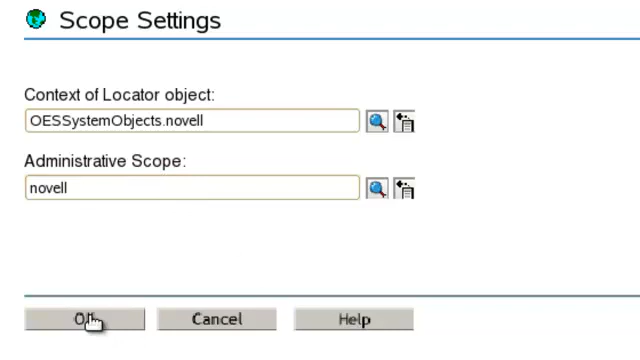 Scope Settings
Context of Locator object:
OESSystemObjects.novell
Administrative Scope:
novell
Cancel
Help